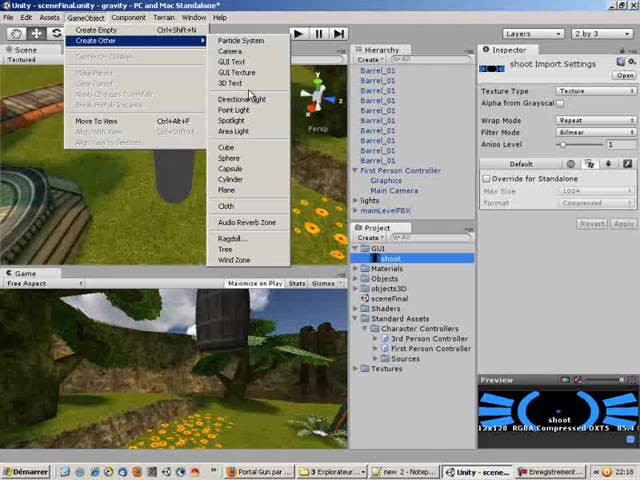 Unity - sceneFinal.unity - gravity - PC and Mac Standalone*
File Edit Assets GameObject Component Terrain Window Help
Create Empty Ctrl+Shift+N
Create Other
Center On Children
Make Parent
Clear Parent
Apply Changes To Prefab
Break Prefab Instance
Move To View Ctrl+Alt+F
Align With View Ctrl+Shift+F
Align View to Selected
Particle System
Camera
GUI Text
GUI Texture
3D Text
Directional Light
Point Light
Spotlight
Area Light
Cube
Sphere
Capsule
Cylinder
Plane
Cloth
Audio Reverb Zone
Ragdoll...
Tree
Wind Zone
Scene
Textured
Persp
Layers
2 by 3
Hierarchy
Create All
Barrel_01
Barrel_01
Barrel_01
Barrel_01
Barrel_01
Barrel_01
Barrel_01
Barrel_01
Barrel_01
First Person Controller
Graphics
Main Camera
lights
mainLevelFBX
Project
Create All
GUI
shoot
Materials
Objects
objects3D
sceneFinal
Shaders
Standard Assets
Character Controllers
3rd Person Controller
First Person Controller
Sources
Textures
Inspector
shoot Import Settings
Open
Texture Type Texture
Alpha from Grayscale
Wrap Mode Repeat
Filter Mode Bilinear
Aniso Level 1
Default
Override for Standalone
Max Size 1024
Format Compressed
Revert Apply
Preview
shoot
128x128 RGBA Compressed DXT5 85.4
Game
Free Aspect Maximize on Play Stats Gizmos
Démarrer
Portal Gun par
3 Explorateur
new 2 - Notep...
Unity - scene...
Enregistrement...
22:18